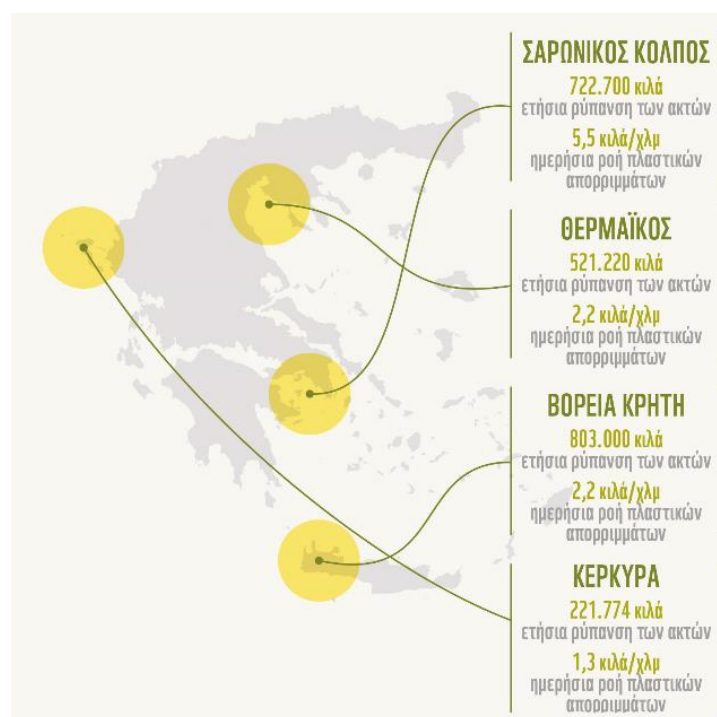 ΣΑΡΩΝΙΚΟΣ ΚΟΛΠΟΣ
722.700 κιλά
ετήσια ρύπανση των ακτών
5,5 κιλά/χλμ
ημερήσια ροή πλαστικών
απορριμμάτων
ΘΕΡΜΑΪΚΟΣ
521.220 κιλά
ετήσια ρύπανση των ακτών
2,2 κιλά/χλμ
ημερήσια ροή πλαστικών
απορριμμάτων
ΒΟΡΕΙΑ ΚΡΗΤΗ
803.000 κιλά
ετήσια ρύπανση των ακτών
2,2 κιλά/χλμ
ημερήσια ροή πλαστικών
απορριμμάτων
ΚΕΡΚΥΡΑ
221.774 κιλά
ετήσια ρύπανση των ακτών
1,3 κιλά/χλμ
ημερήσια ροή πλαστικών
απορριμμάτων